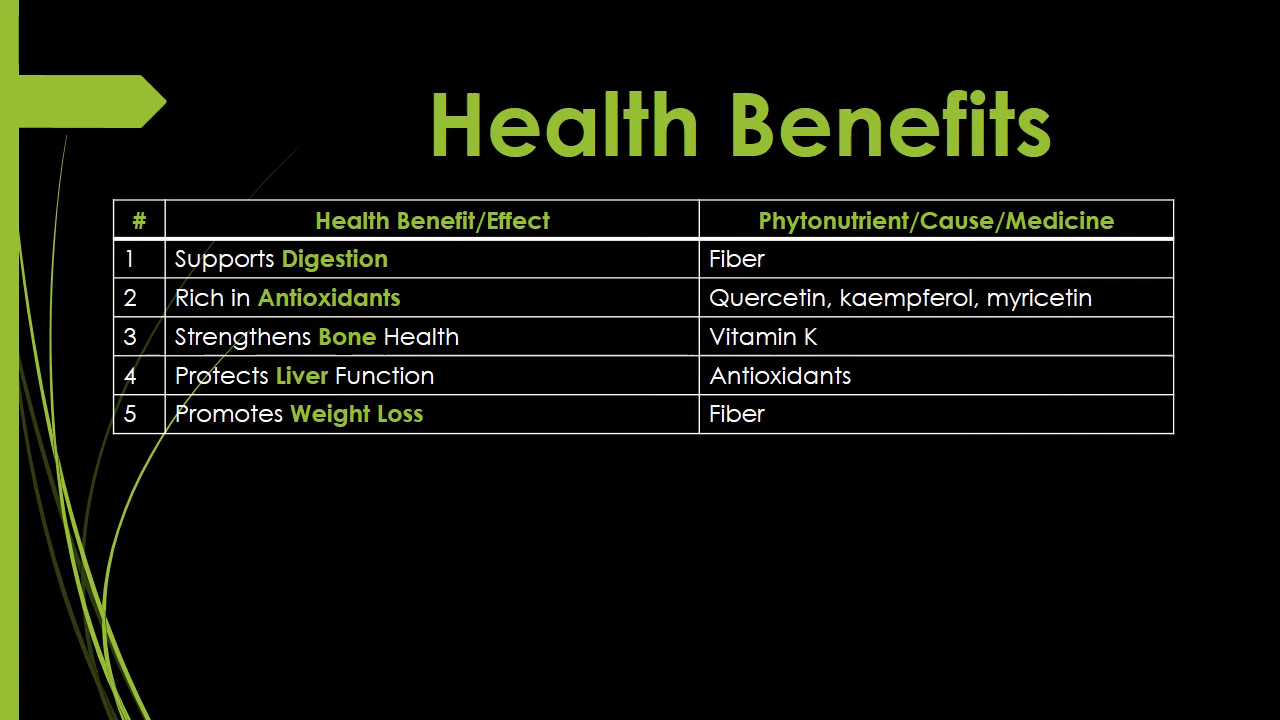 Health Benefits
# Health Benefit/Effect Phytonutrient/Cause/Medicine
1 Supports Digestion Fiber
2 Rich in Antioxidants Quercetin, kaempferol, myricetin
3 Strengthens Bone Health Vitamin K
4 Protects Liver Function Antioxidants
5 Promotes Weight Loss Fiber